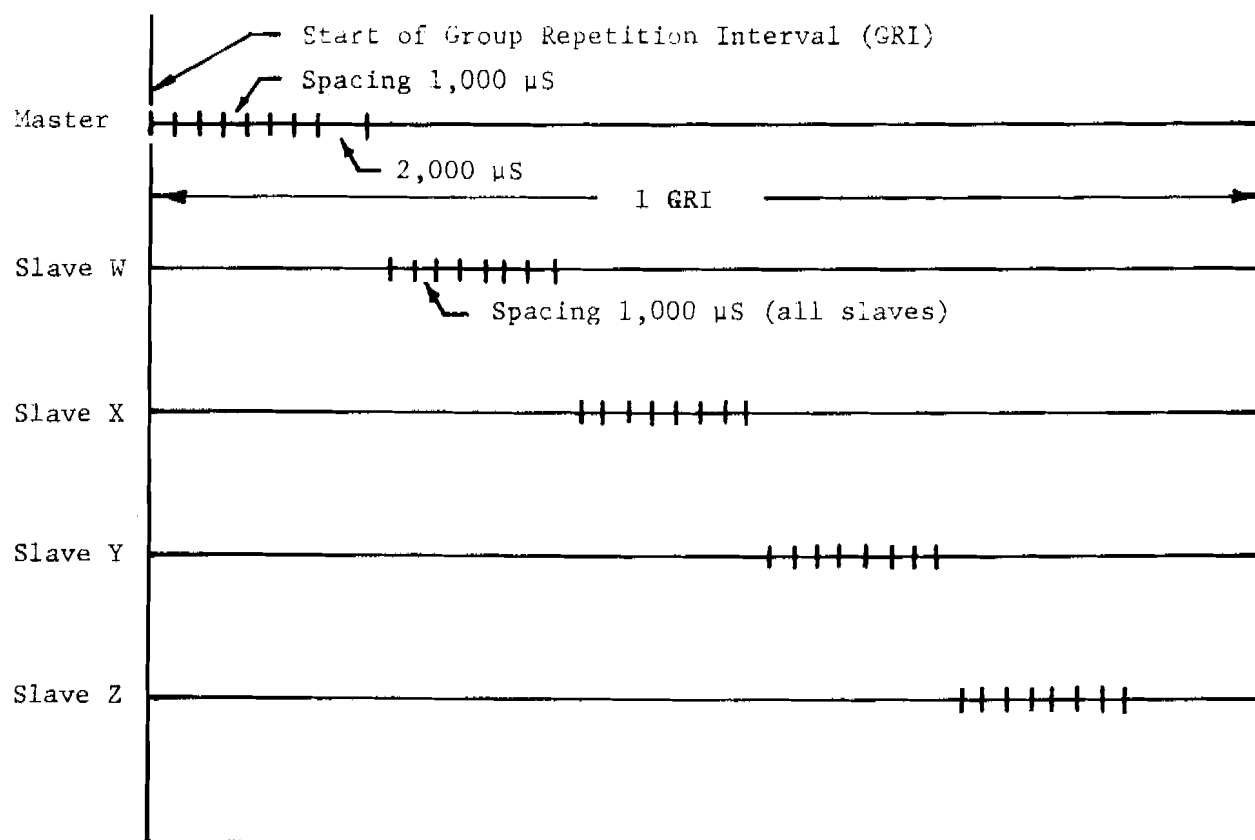 Start of Group Repetition Interval (GRI)
Spacing 1,000 µS
Master
2,000 µS
1 GRI
Slave W
Spacing 1,000 µS (all slaves)
Slave X
Slave Y
Slave Z